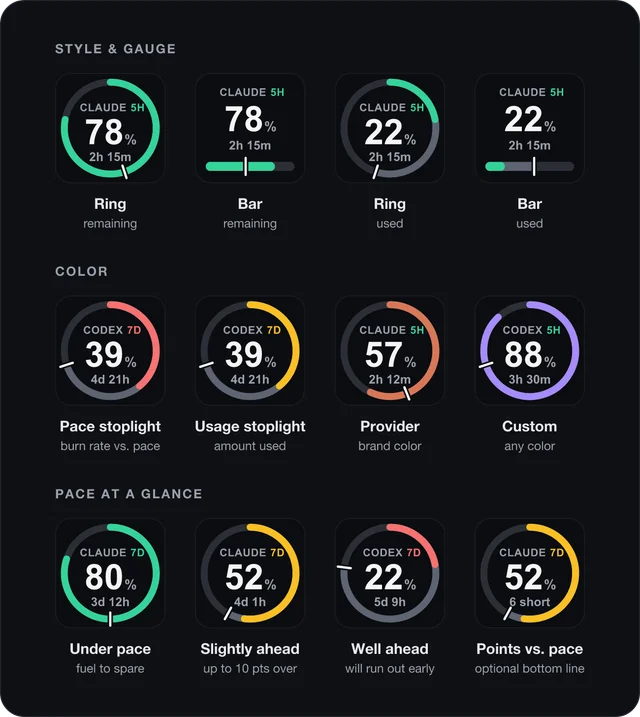 STYLE & GAUGE
CLAUDE 5H
78%
2h 15m
Ring
remaining
CLAUDE 5H
78%
2h 15m
Bar
remaining
CLAUDE 5H
22%
2h 15m
Ring
used
CLAUDE 5H
22%
2h 15m
Bar
used
COLOR
CODEX 7D
39%
4d 21h
Pace stoplight
burn rate vs. pace
CODEX 7D
39%
4d 21h
Usage stoplight
amount used
CLAUDE 5H
57%
2h 12m
Provider
brand color
CODEX 5H
88%
3h 30m
Custom
any color
PACE AT A GLANCE
CLAUDE 7D
80%
3d 12h
Under pace
fuel to spare
CLAUDE 7D
52%
4d 1h
Slightly ahead
up to 10 pts over
CODEX 7D
22%
5d 9h
Well ahead
will run out early
CLAUDE 7D
52%
6 short
Points vs. pace
optional bottom line